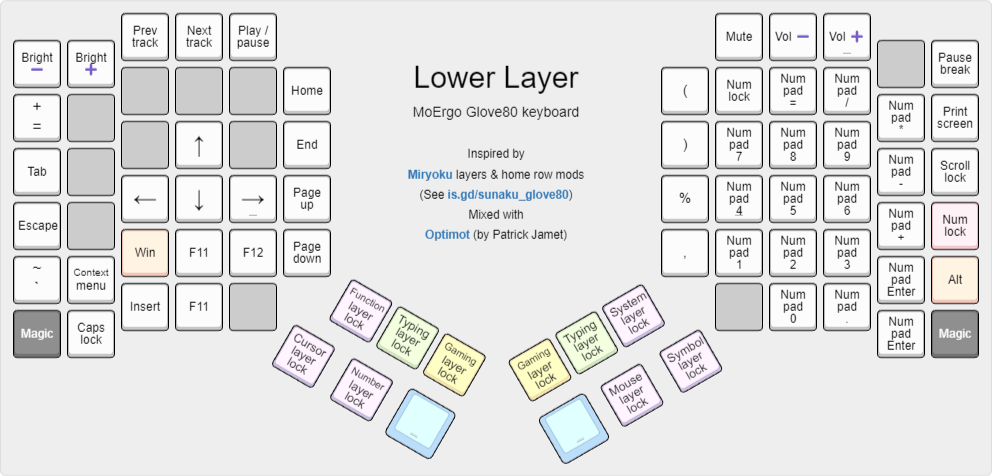 Prev
track
Next
track
Play /
pause
Bright
−
Bright
+
Home
+
=
End
↑
Tab
←
↓
→
Page
up
Escape
Win
F11
F12
Page
down
~
`
Context
menu
Insert
F11
Magic
Caps
lock
Lower Layer
MoErgo Glove80 keyboard
Inspired by
Miryoku layers & home row mods
(See is.gd/sunaku_glove80)
Mixed with
Optimot (by Patrick Jamet)
Function
layer
lock
Typing
layer
lock
Gaming
layer
lock
Cursor
layer
lock
Number
layer
lock
System
layer
lock
Typing
layer
lock
Gaming
layer
lock
Symbol
layer
lock
Mouse
layer
lock
Mute
Vol −
Vol +
Pause
break
(
Num
lock
Num
pad
=
Num
pad
/
Num
pad
*
Print
screen
)
Num
pad
7
Num
pad
8
Num
pad
9
Num
pad
-
Scroll
lock
%
Num
pad
4
Num
pad
5
Num
pad
6
Num
pad
+
Num
lock
,
Num
pad
1
Num
pad
2
Num
pad
3
Num
pad
Enter
Alt
Num
pad
0
Num
pad
.
Num
pad
Enter
Magic